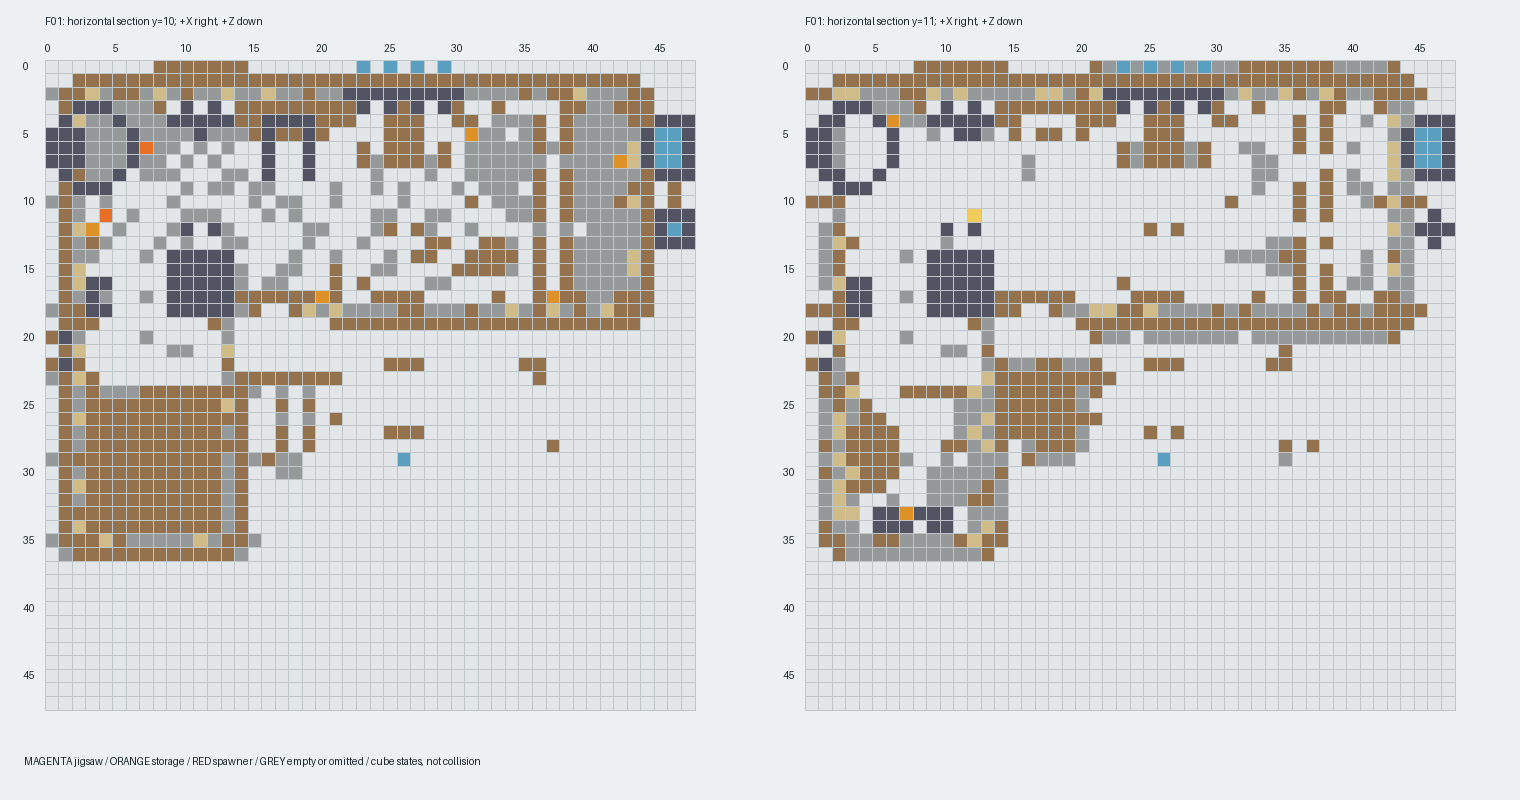 F01: horizontal section y=10; +X right, +Z down
F01: horizontal section y=11; +X right, +Z down
0 5 10 15 20 25 30 35 40 45
0 5 10 15 20 25 30 35 40 45
0 0
5 5
10 10
15 15
20 20
25 25
30 30
35 35
40 40
45 45
MAGENTA jigsaw / ORANGE storage / RED spawner / GREY empty or omitted / cube states, not collision